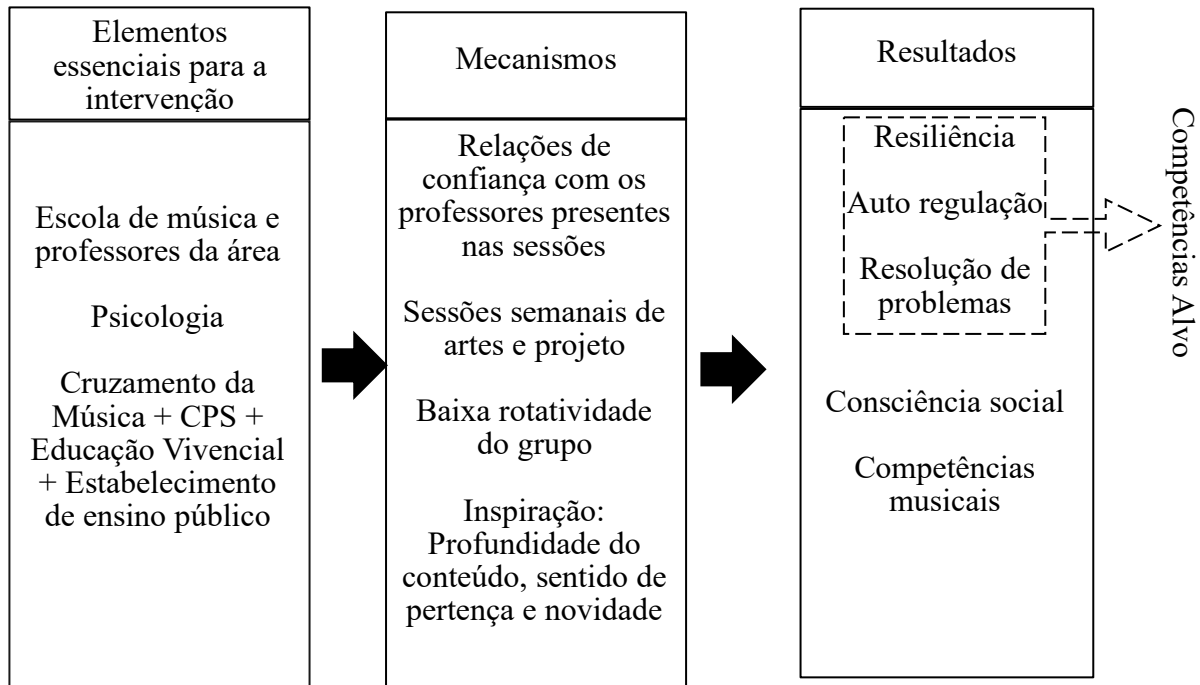 Elementos
essenciais para a
intervenção
Escola de música e
professores da área
Psicologia
Cruzamento da
Música + CPS +
Educação Vivencial
+ Estabelecimento
de ensino público
Mecanismos
Relações de
confiança com os
professores presentes
nas sessões
Sessões semanais de
artes e projeto
Baixa rotatividade
do grupo
Inspiração:
Profundidade do
conteúdo, sentido de
pertença e novidade
Resultados
Resiliência
Auto regulação
Resolução de
problemas
Consciência social
Competências
musicais
Competências Alvo